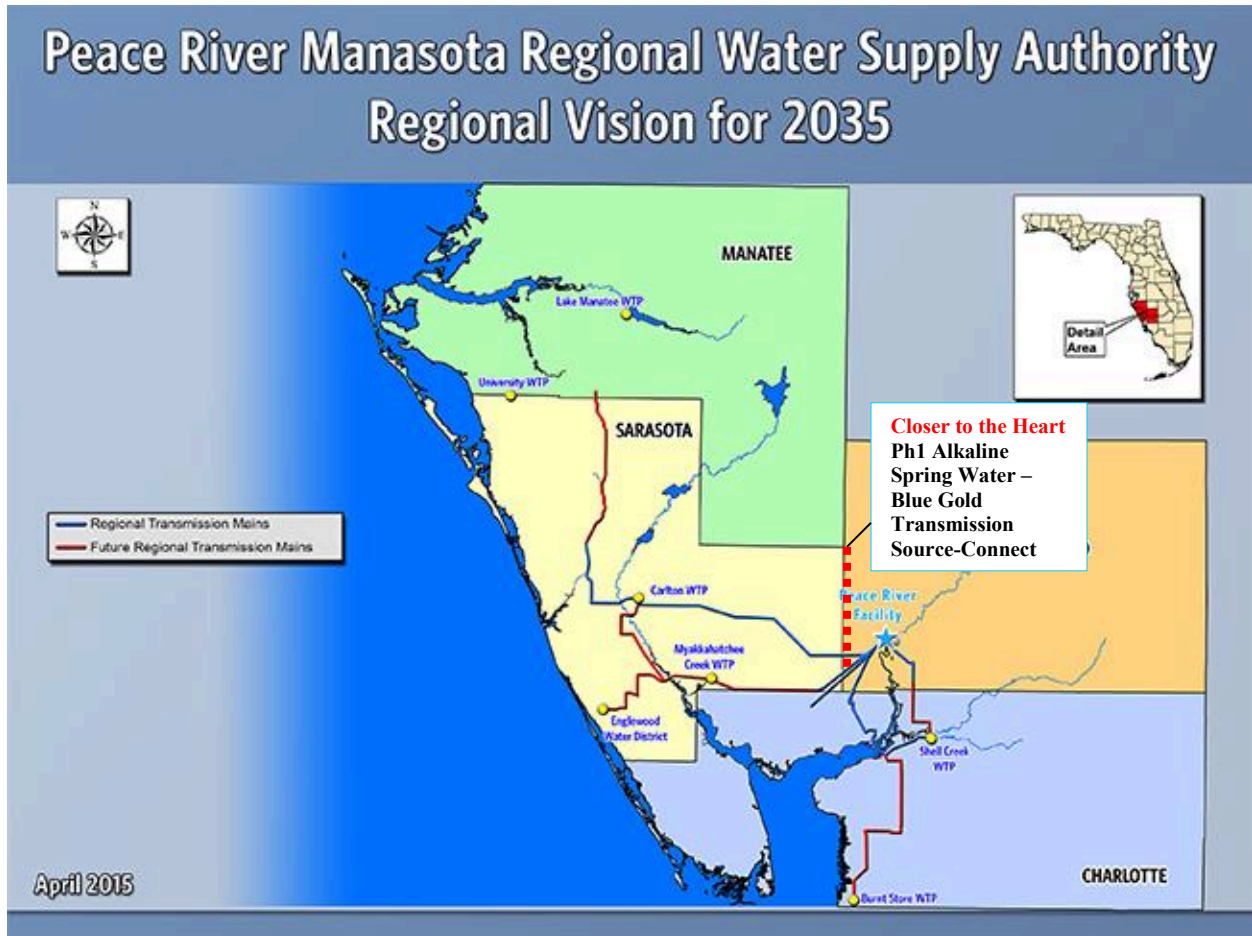 Peace River Manasota Regional Water Supply Authority
Regional Vision for 2035
N
W
E
S
MANATEE
Lake Manatee WTP
Detail
Area
University WTP
SARASOTA
Closer to the Heart
Ph1 Alkaline
Spring Water –
Blue Gold
Transmission
Source-Connect
Regional Transmission Mains
Future Regional Transmission Mains
Carlton WTP
Peace River
Facility
Myakkahatchee
Creek WTP
Englewood
Water District
Shell Creek
WTP
CHARLOTTE
April 2015
Burnt Store WTP